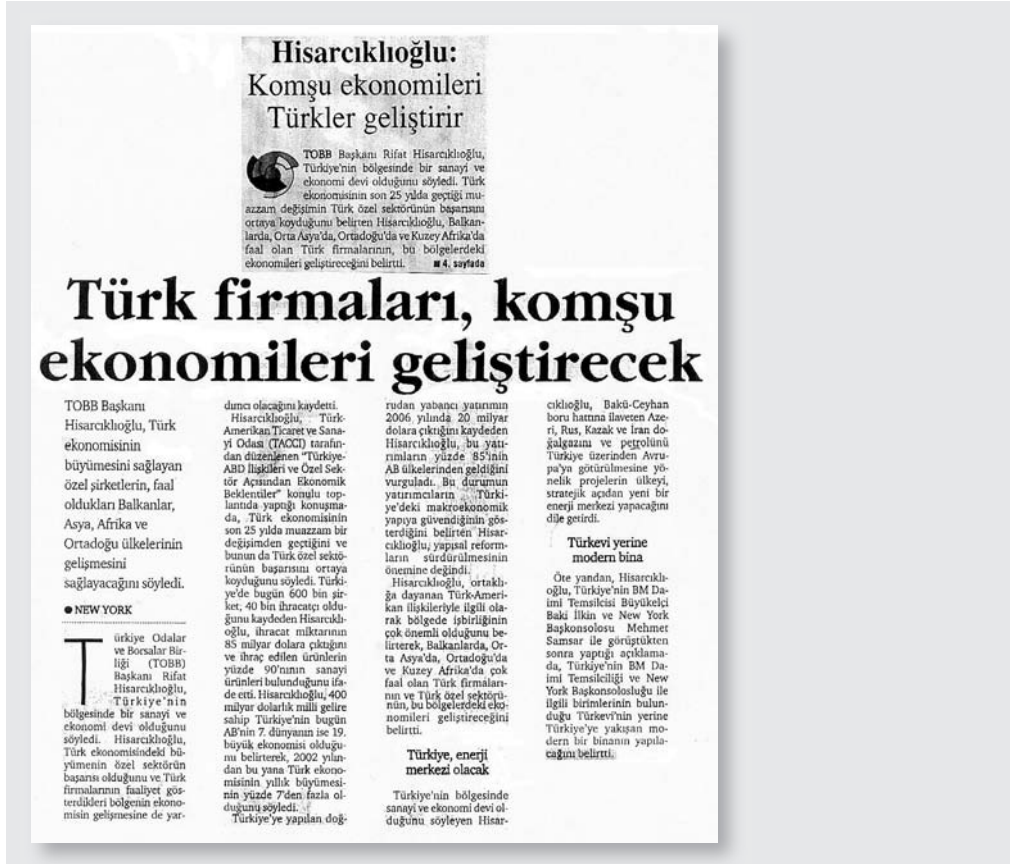 Hisarcıklıoğlu:
Komşu ekonomileri
Türkler geliştirir
TOBB Başkanı Rifat Hisarcıklıoğlu,
Türkiye'nin bölgesinde bir sanayi ve
ekonomi devi olduğunu söyledi. Türk
ekonomisinin son 25 yılda geçtiği mu-
azzam değişimin Türk özel sektörünün başarısını
ortaya koyduğunu belirten Hisarcıklıoğlu, Balkan-
larda, Orta Asya'da, Ortadoğu'da ve Kuzey Afrika'da
faal olan Türk firmalarının, bu bölgelerdeki
ekonomileri geliştireceğini belirtti. ■ 4. sayfada
Türk firmaları, komşu
ekonomileri geliştirecek
TOBB Başkanı
Hisarcıklıoğlu, Türk
ekonomisinin
büyümesini sağlayan
özel şirketlerin, faal
oldukları Balkanlar,
Asya, Afrika ve
Ortadoğu ülkelerinin
gelişmesini
sağlayacağını söyledi.
● NEW YORK
Türkiye Odalar
ve Borsalar Bir-
liği (TOBB)
Başkanı Rifat
Hisarcıklıoğlu,
Türkiye'nin
bölgesinde bir sanayi ve
ekonomi devi olduğunu
söyledi. Hisarcıklıoğlu,
Türk ekonomisindeki bü-
yümenin özel sektörün
başarısı olduğunu ve Türk
firmalarının faaliyet gös-
terdikleri bölgenin ekono-
misin gelişmesine de yar-
dımcı olacağını kaydetti.
Hisarcıklıoğlu, Türk-
Amerikan Ticaret ve Sana-
yi Odası (TACCI) tarafın-
dan düzenlenen "Türkiye-
ABD İlişkileri ve Özel Sek-
tör Açısından Ekonomik
Beklentiler" konulu top-
lantıda yaptığı konuşma-
da, Türk ekonomisinin
son 25 yılda muazzam bir
değişimden geçtiğini ve
bunun da Türk özel sektö-
rünün başarısını ortaya
koyduğunu söyledi. Türki-
ye'de bugün 600 bin şir-
ket, 40 bin ihracatçı oldu-
ğunu kaydeden Hisarcıklı-
oğlu, ihracat miktarının
85 milyar dolara çıktığını
ve ihraç edilen ürünlerin
yüzde 90'nının sanayi
ürünleri bulunduğunu ifa-
de etti. Hisarcıklıoğlu, 400
milyar dolarlık milli gelire
sahip Türkiye'nin bugün
AB'nin 7. dünyanın ise 19.
büyük ekonomisi olduğu-
nu belirterek, 2002 yılın-
dan bu yana Türk ekono-
misinin yıllık büyümesi-
nin yüzde 7'den fazla ol-
duğunu söyledi.
Türkiye'ye yapılan doğ-
rudan yabancı yatırımın
2006 yılında 20 milyar
dolara çıktığını kaydeden
Hisarcıklıoğlu, bu yatı-
rımların yüzde 85'inin
AB ülkelerinden geldiğini
vurguladı. Bu durumun
yatırımcıların Türki-
ye'deki makroekonomik
yapıya güvendiğinin gös-
terdiğini belirten Hisar-
cıklıoğlu, yapısal reform-
ların sürdürülmesinin
önemine değindi.
Hisarcıklıoğlu, ortaklı-
ğa dayanan Türk-Ameri-
kan ilişkileriyle ilgili ola-
rak bölgede işbirliğinin
çok önemli olduğunu be-
lirterek, Balkanlarda, Or-
ta Asya'da, Ortadoğu'da
ve Kuzey Afrika'da çok
faal olan Türk firmaları-
nın ve Türk özel sektörü-
nün, bu bölgelerdeki eko-
nomileri geliştireceğini
belirtti.
Türkiye, enerji
merkezi olacak
Türkiye'nin bölgesinde
sanayi ve ekonomi devi ol-
duğunu söyleyen Hisar-
cıklıoğlu, Bakü-Ceyhan
boru hattına ilaveten Aze-
ri, Rus, Kazak ve İran do-
ğalgazını ve petrolünü
Türkiye üzerinden Avru-
pa'ya götürülmesine yö-
nelik projelerin ülkeyi,
stratejik açıdan yeni bir
enerji merkezi yapacağını
dile getirdi.
Türkevi yerine
modern bina
Öte yandan, Hisarcıklı-
oğlu, Türkiye'nin BM Da-
imi Temsilcisi Büyükelçi
Baki İlkin ve New York
Başkonsolosu Mehmet
Samsar ile görüştükten
sonra yaptığı açıklama-
da, Türkiye'nin BM Da-
imi Temsilciliği ve New
York Başkonsolosluğu ile
ilgili birimlerinin bulun-
duğu Türkevi'nin yerine
Türkiye'ye yakışan mo-
dern bir binanın yapıla-
cağını belirtti.